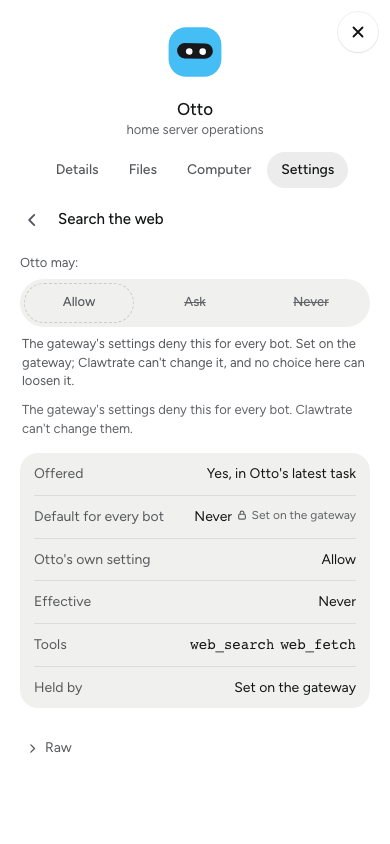 Otto
home server operations
Details Files Computer Settings
Search the web
Otto may:
Allow Ask Never
The gateway's settings deny this for every bot. Set on the
gateway; Clawtrate can't change it, and no choice here can
loosen it.
The gateway's settings deny this for every bot. Clawtrate
can't change them.
Offered Yes, in Otto's latest task
Default for every bot Never Set on the gateway
Otto's own setting Allow
Effective Never
Tools web_search web_fetch
Held by Set on the gateway
Raw